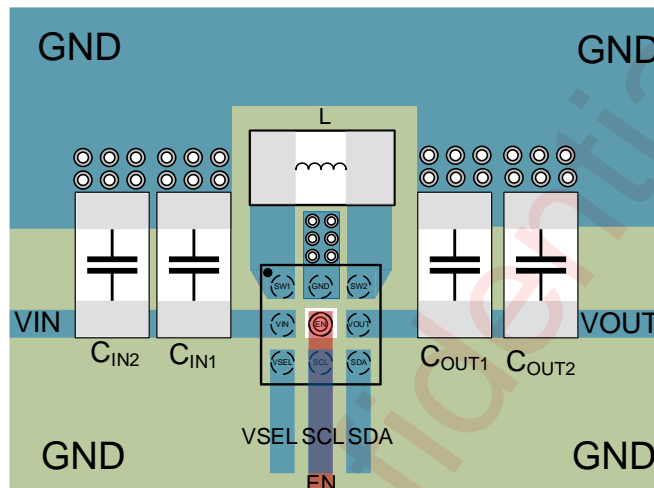 GND GND
L
SW1 GND SW2
VIN VIN EN VOUT VOUT
CIN2 CIN1 COUT1 COUT2
VSEL SCL SDA
VSEL SCL SDA
GND GND
EN